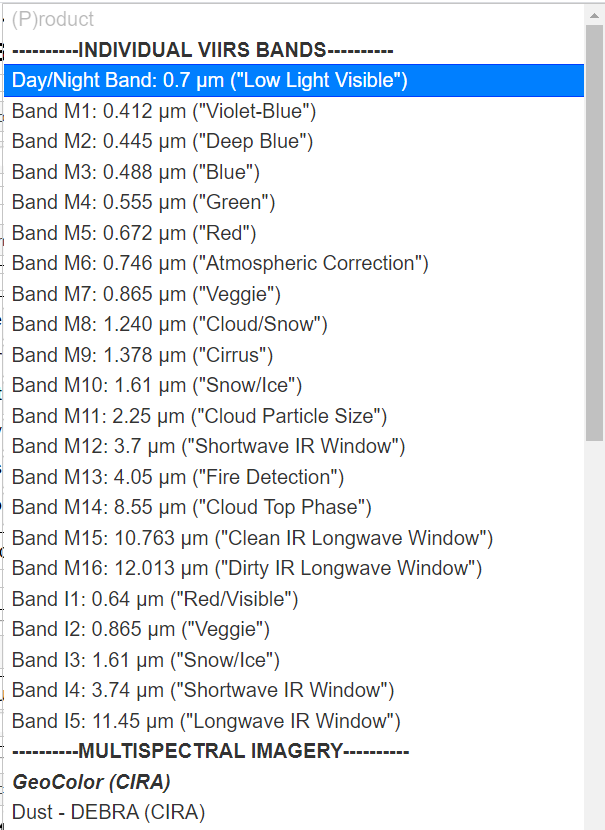 (P)roduct
----------INDIVIDUAL VIIRS BANDS----------
Day/Night Band: 0.7 µm ("Low Light Visible")
Band M1: 0.412 µm ("Violet-Blue")
Band M2: 0.445 µm ("Deep Blue")
Band M3: 0.488 µm ("Blue")
Band M4: 0.555 µm ("Green")
Band M5: 0.672 µm ("Red")
Band M6: 0.746 µm ("Atmospheric Correction")
Band M7: 0.865 µm ("Veggie")
Band M8: 1.240 µm ("Cloud/Snow")
Band M9: 1.378 µm ("Cirrus")
Band M10: 1.61 µm ("Snow/Ice")
Band M11: 2.25 µm ("Cloud Particle Size")
Band M12: 3.7 µm ("Shortwave IR Window")
Band M13: 4.05 µm ("Fire Detection")
Band M14: 8.55 µm ("Cloud Top Phase")
Band M15: 10.763 µm ("Clean IR Longwave Window")
Band M16: 12.013 µm ("Dirty IR Longwave Window")
Band I1: 0.64 µm ("Red/Visible")
Band I2: 0.865 µm ("Veggie")
Band I3: 1.61 µm ("Snow/Ice")
Band I4: 3.74 µm ("Shortwave IR Window")
Band I5: 11.45 µm ("Longwave IR Window")
----------MULTISPECTRAL IMAGERY----------
GeoColor (CIRA)
Dust - DEBRA (CIRA)